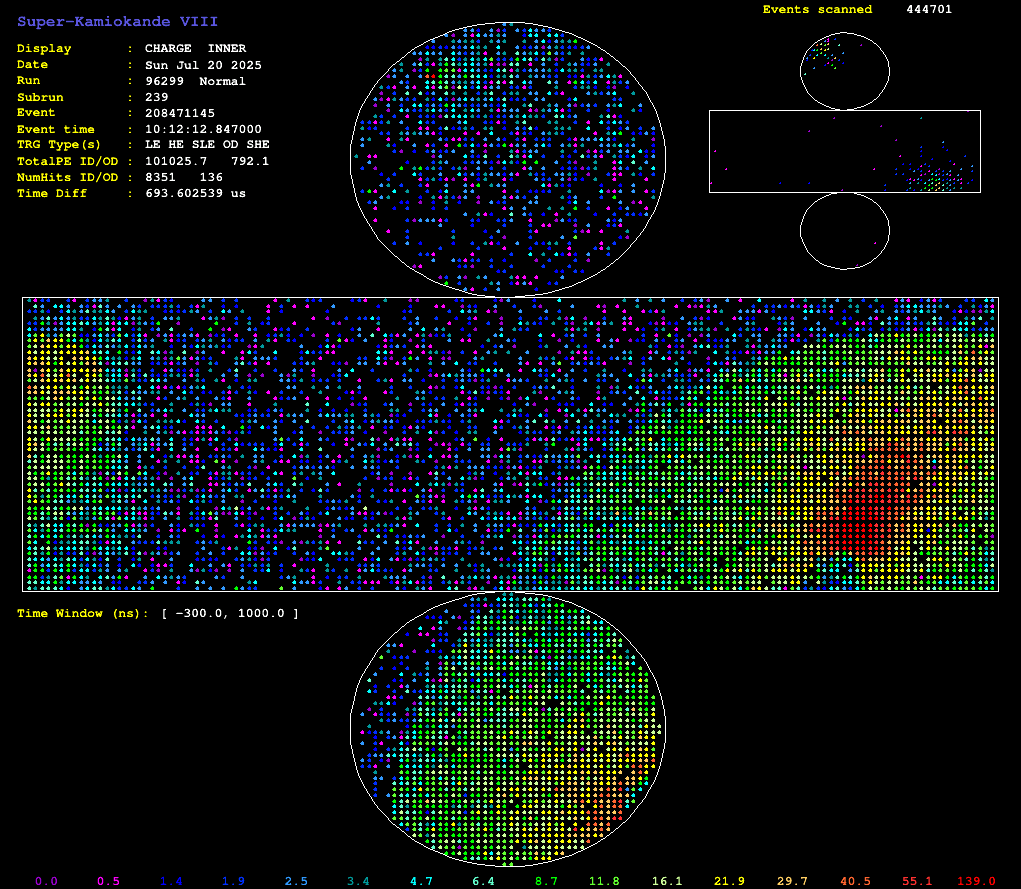 Super-Kamiokande VIII
Events scanned 444701
Display : CHARGE INNER
Date : Sun Jul 20 2025
Run : 96299 Normal
Subrun : 239
Event : 208471145
Event time : 10:12:12.847000
TRG Type(s) : LE HE SLE OD SHE
TotalPE ID/OD : 101025.7 792.1
NumHits ID/OD : 8351 136
Time Diff : 693.602539 us
Time Window (ns): [ -300.0, 1000.0 ]
0.0 0.5 1.4 1.9 2.5 3.4 4.7 6.4 8.7 11.8 16.1 21.9 29.7 40.5 55.1 139.0